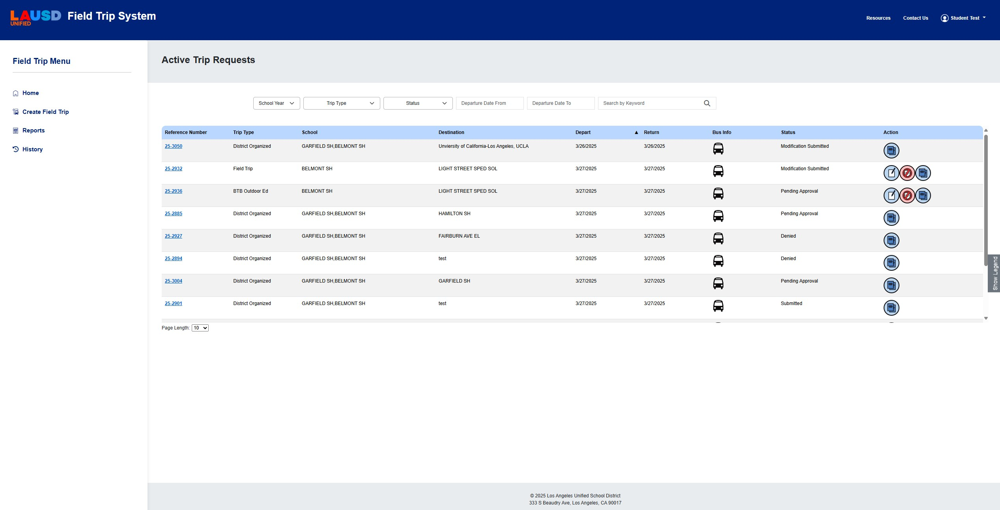 LAUSD
UNIFIED
Field Trip System
Resources
Contact Us
Student Test
Field Trip Menu
Home
Create Field Trip
Reports
History
Active Trip Requests
School Year
Trip Type
Status
Departure Date From
Departure Date To
Search by Keyword
Reference Number Trip Type School Destination Depart ▲ Return Bus Info Status Action
25-3050 District Organized GARFIELD SH,BELMONT SH Unviersity of California-Los Angeles, UCLA 3/26/2025 3/26/2025 Modification Submitted
25-2932 Field Trip BELMONT SH LIGHT STREET SPED SOL 3/27/2025 3/27/2025 Modification Submitted
25-2936 BTB Outdoor Ed BELMONT SH LIGHT STREET SPED SOL 3/27/2025 3/27/2025 Pending Approval
25-2885 District Organized GARFIELD SH,BELMONT SH HAMILTON SH 3/27/2025 3/27/2025 Pending Approval
25-2927 District Organized GARFIELD SH,BELMONT SH FAIRBURN AVE EL 3/27/2025 3/27/2025 Denied
25-2894 District Organized GARFIELD SH,BELMONT SH test 3/27/2025 3/27/2025 Denied
25-3004 District Organized GARFIELD SH,BELMONT SH GARFIELD SH 3/27/2025 3/27/2025 Pending Approval
25-2901 District Organized GARFIELD SH,BELMONT SH test 3/27/2025 3/27/2025 Submitted
Show Legend
Page Length: 10
© 2025 Los Angeles Unified School District
333 S Beaudry Ave, Los Angeles, CA 90017